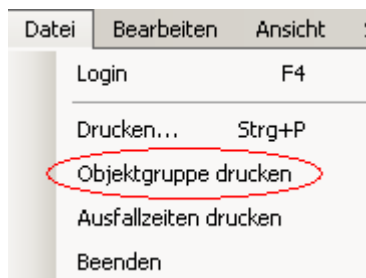 Datei Bearbeiten Ansicht
Login F4
Drucken... Strg+P
Objektgruppe drucken
Ausfallzeiten drucken
Beenden